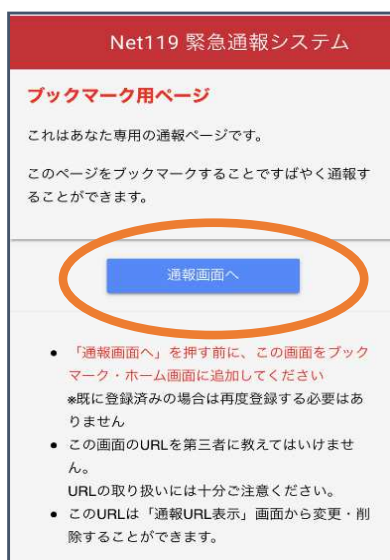 Net119 緊急通報システム
ブックマーク用ページ
これはあなた専用の通報ページです。
このページをブックマークすることですばやく通報す
ることができます。
通報画面へ
● 「通報画面へ」を押す前に、この画面をブック
マーク・ホーム画面に追加してください
※既に登録済みの場合は再度登録する必要はあ
りません
● この画面のURLを第三者に教えてはいけませ
ん。
URLの取り扱いには十分ご注意ください。
● このURLは「通報URL表示」画面から変更・削
除することができます。